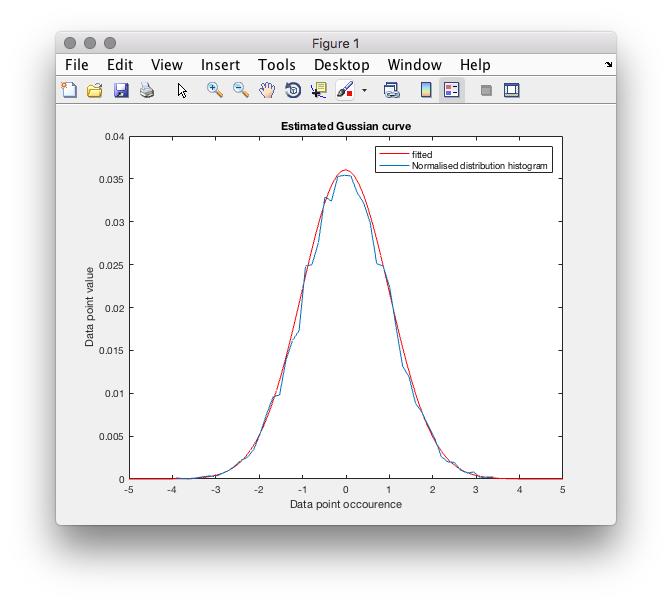 Figure 1
File Edit View Insert Tools Desktop Window Help
Estimated Gussian curve
0.04
0.035
0.03
0.025
0.02
0.015
0.01
0.005
0
Data point value
fitted
Normalised distribution histogram
-5 -4 -3 -2 -1 0 1 2 3 4 5
Data point occourence